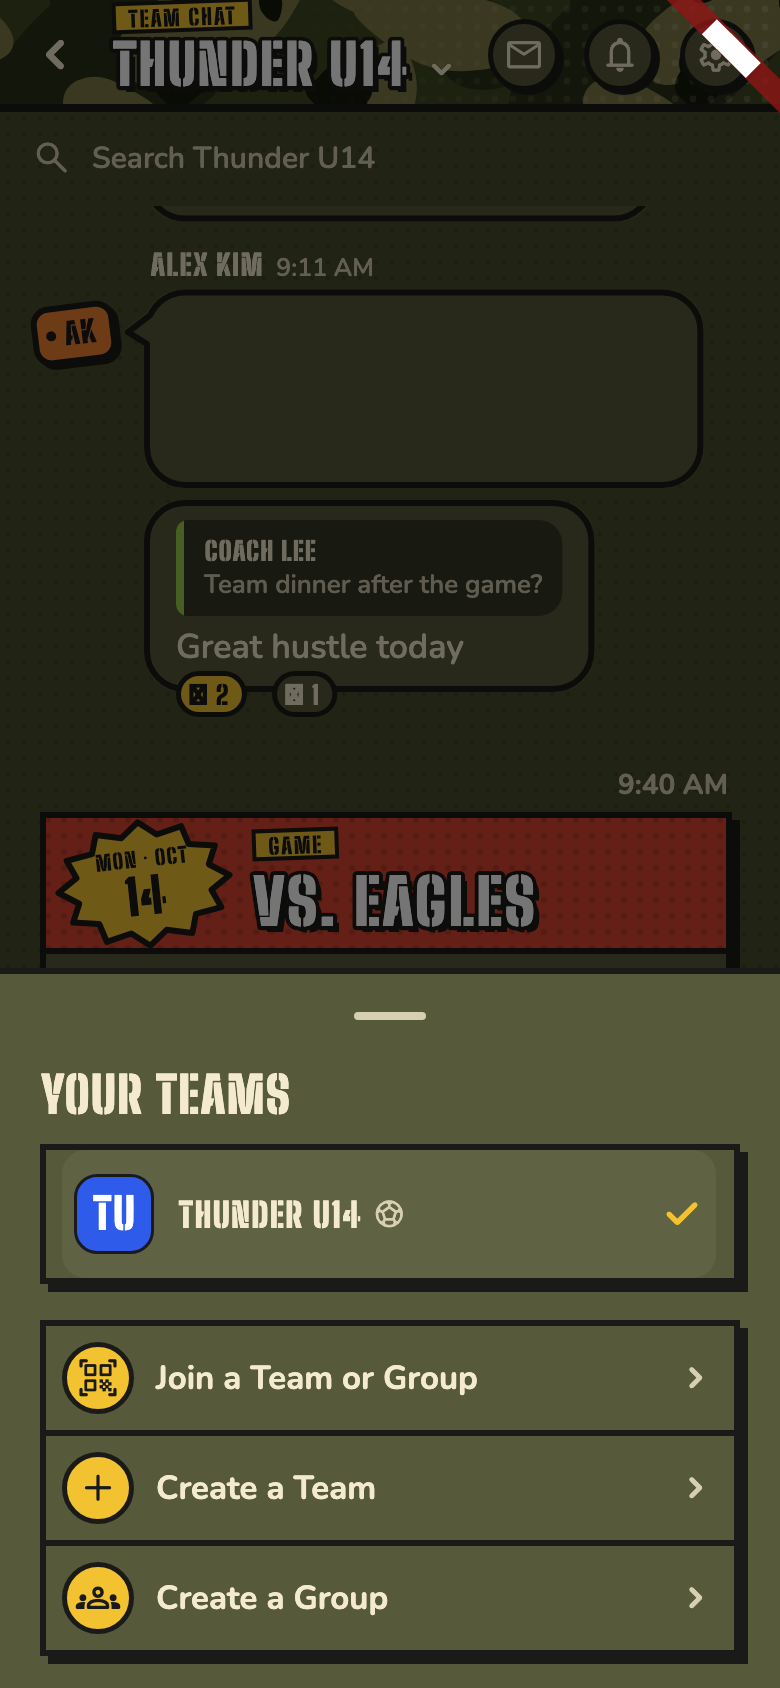 TEAM CHAT
THUNDER U14
Search Thunder U14
ALEX KIM 9:11 AM
AK
COACH LEE
Team dinner after the game?
Great hustle today
2
1
9:40 AM
MON · OCT
14
GAME
VS. EAGLES
YOUR TEAMS
TU
THUNDER U14
Join a Team or Group
Create a Team
Create a Group